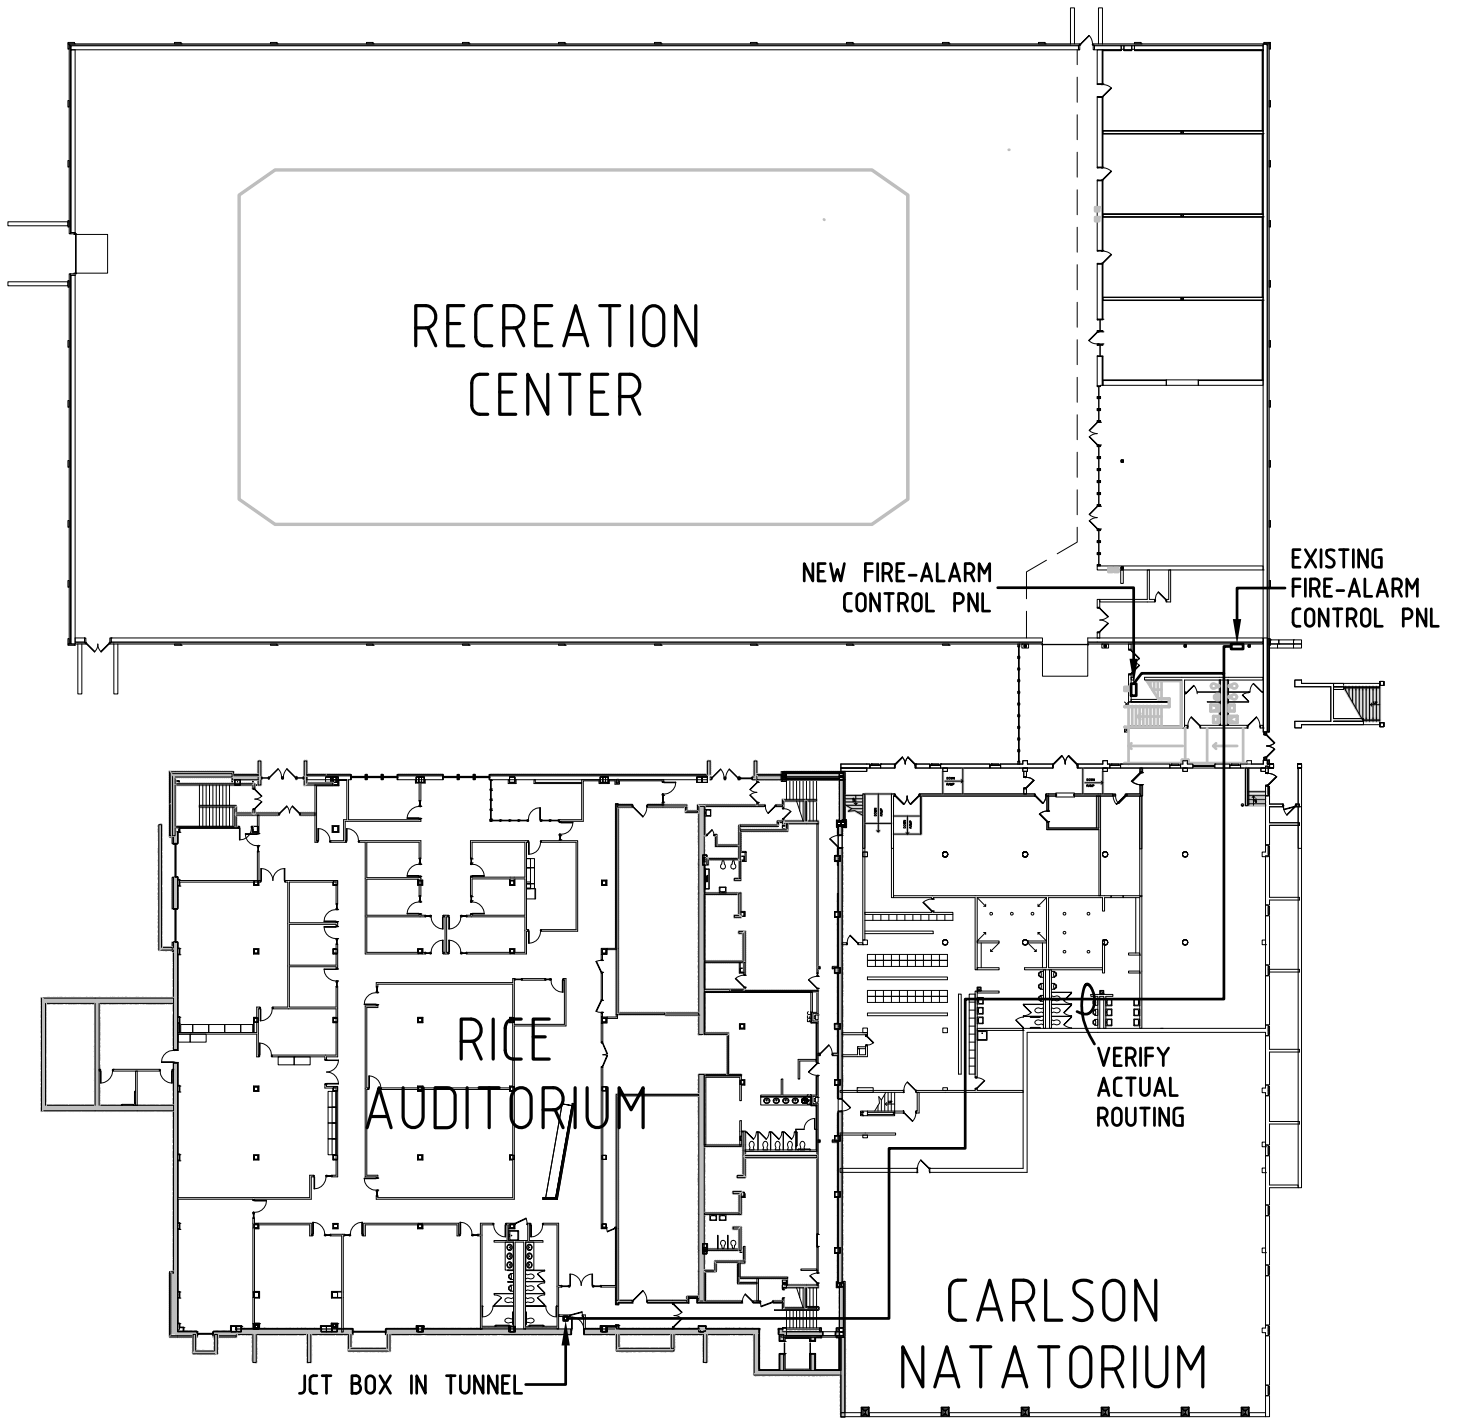 RECREATION
CENTER
NEW FIRE-ALARM
CONTROL PNL
EXISTING
FIRE-ALARM
CONTROL PNL
RICE
AUDITORIUM
VERIFY
ACTUAL
ROUTING
CARLSON
NATATORIUM
JCT BOX IN TUNNEL